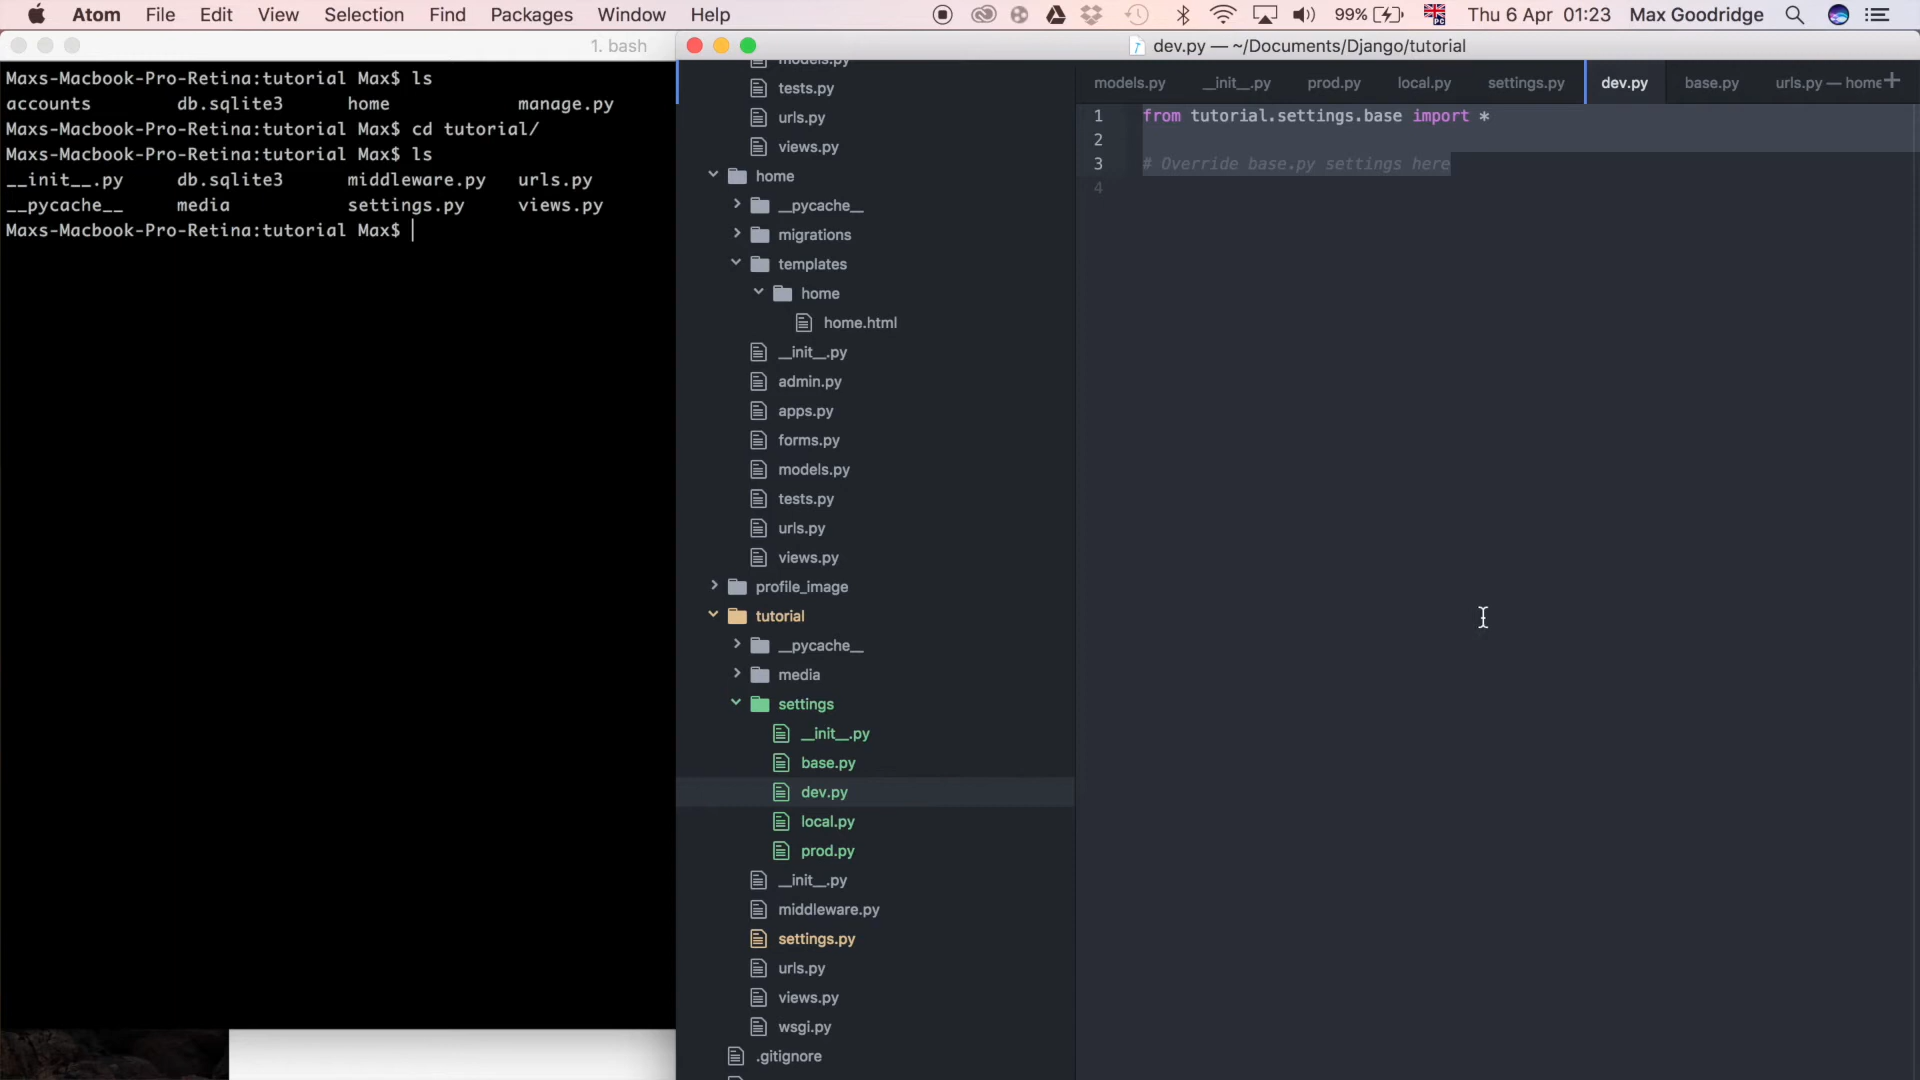 Atom File Edit View Selection Find Packages Window Help 99% Thu 6 Apr 01:23 Max Goodridge
1. bash
Maxs-Macbook-Pro-Retina:tutorial Max$ ls
accounts db.sqlite3 home manage.py
Maxs-Macbook-Pro-Retina:tutorial Max$ cd tutorial/
Maxs-Macbook-Pro-Retina:tutorial Max$ ls
__init__.py db.sqlite3 middleware.py urls.py
__pycache__ media settings.py views.py
Maxs-Macbook-Pro-Retina:tutorial Max$
dev.py — ~/Documents/Django/tutorial
models.py
tests.py
urls.py
views.py
home
__pycache__
migrations
templates
home
home.html
__init__.py
admin.py
apps.py
forms.py
models.py
tests.py
urls.py
views.py
profile_image
tutorial
__pycache__
media
settings
__init__.py
base.py
dev.py
local.py
prod.py
__init__.py
middleware.py
settings.py
urls.py
views.py
wsgi.py
.gitignore
models.py __init__.py prod.py local.py settings.py dev.py base.py urls.py — home
1 from tutorial.settings.base import *
2
3 # Override base.py settings here
4